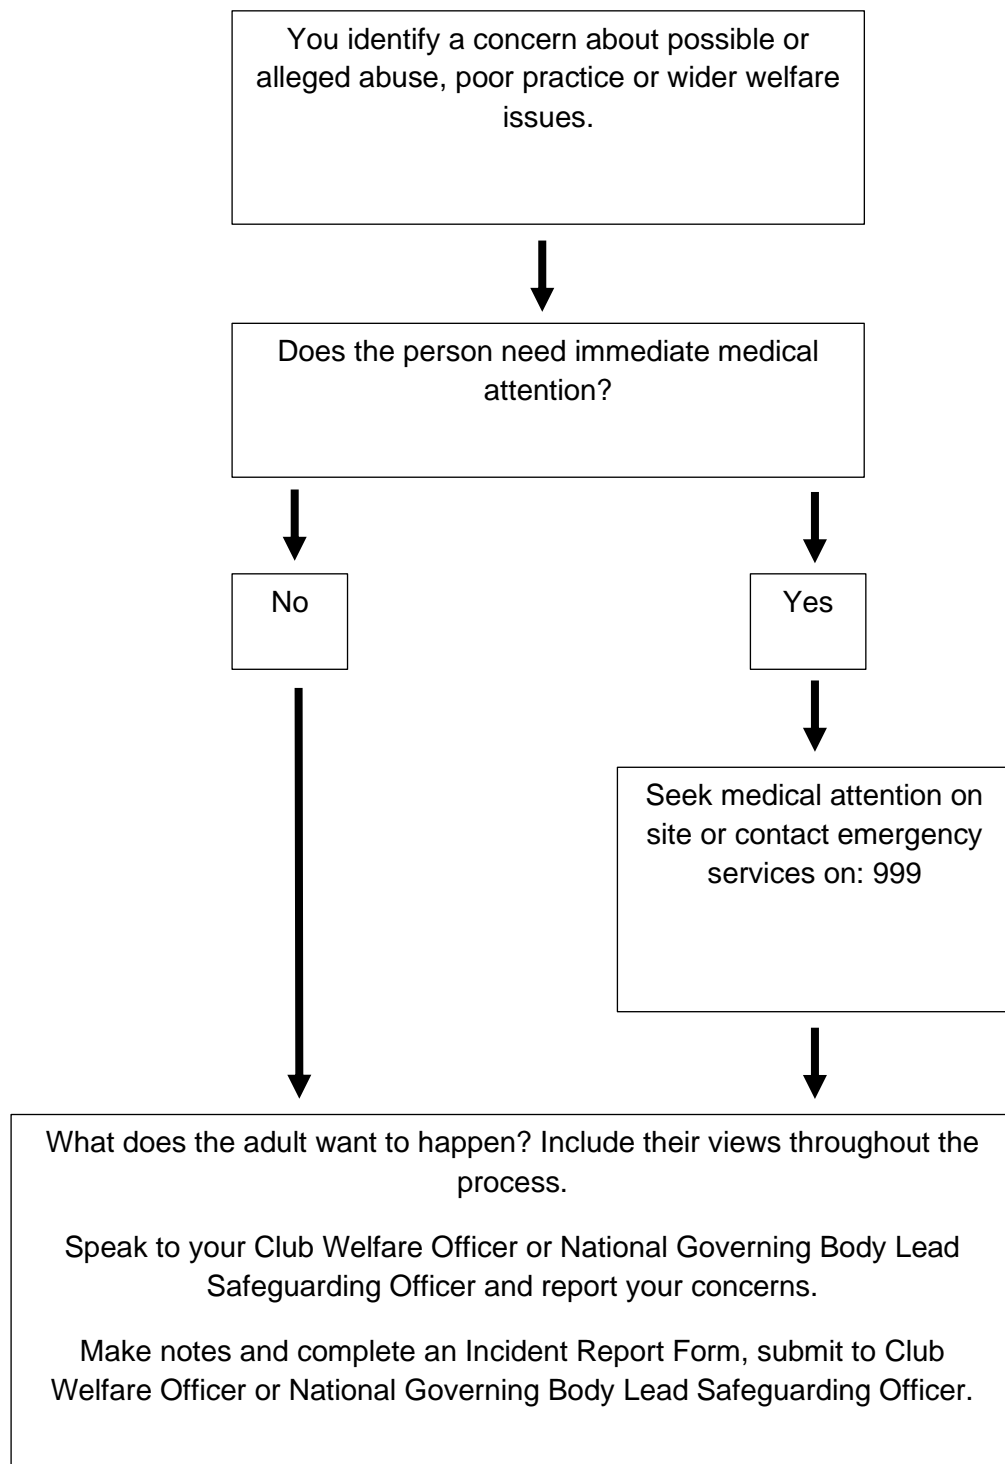 You identify a concern about possible or
alleged abuse, poor practice or wider welfare
issues.
Does the person need immediate medical
attention?
No
Yes
Seek medical attention on
site or contact emergency
services on: 999
What does the adult want to happen? Include their views throughout the
process.
Speak to your Club Welfare Officer or National Governing Body Lead
Safeguarding Officer and report your concerns.
Make notes and complete an Incident Report Form, submit to Club
Welfare Officer or National Governing Body Lead Safeguarding Officer.